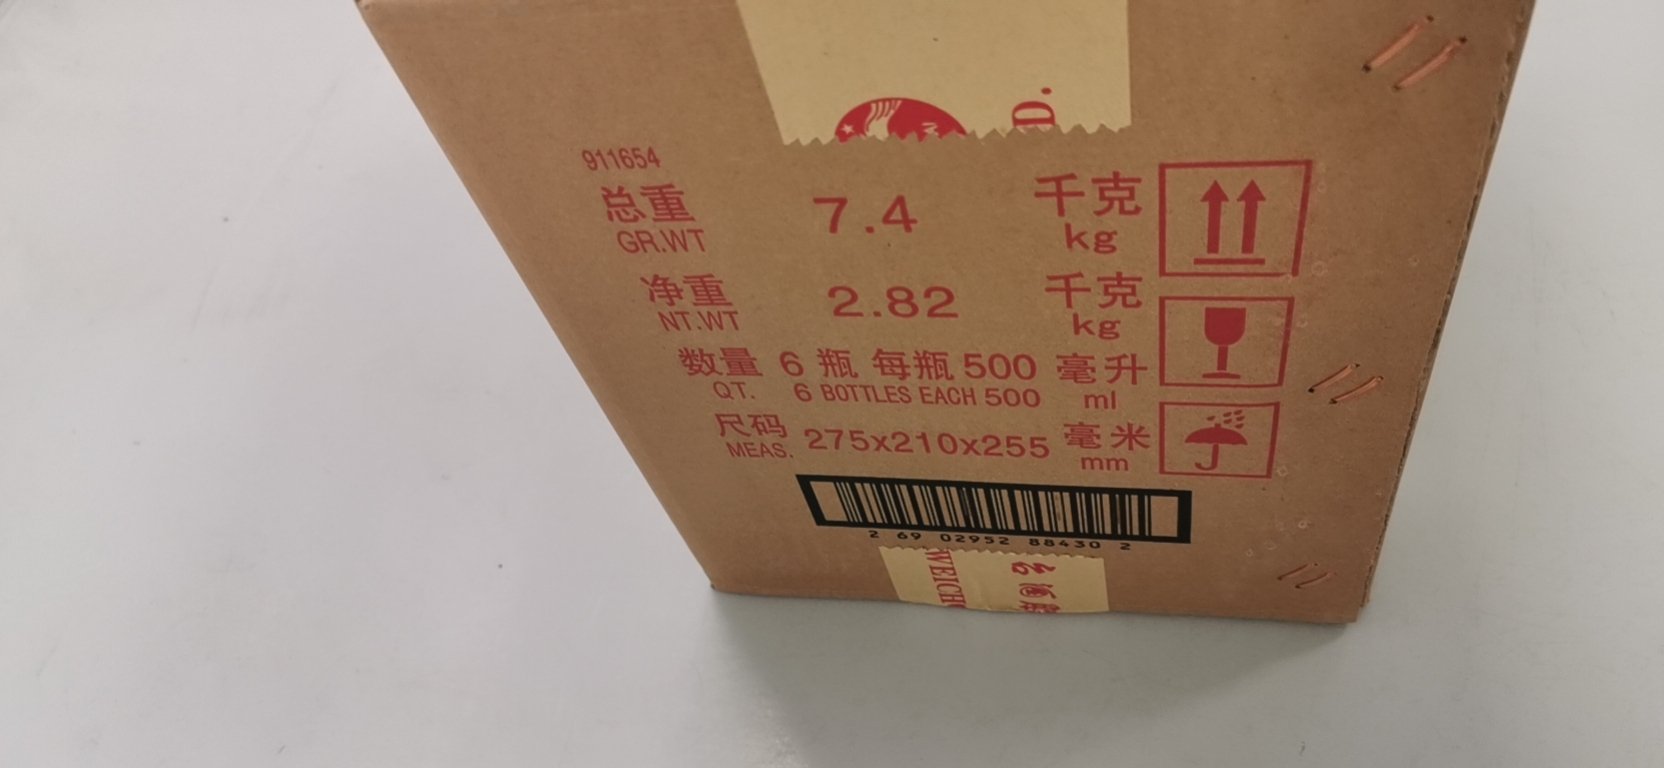 D.
911654
总重 7.4 千克
GR.WT kg
净重 2.82 千克
NT.WT kg
数量 6 瓶 每瓶 500 毫升
QT. 6 BOTTLES EACH 500 ml
尺码 275x210x255 毫米
MEAS. mm
2 69 02952 88430 2
WEICH